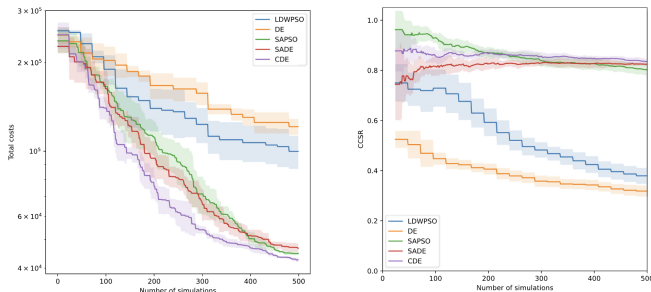 3 × 10⁵
2 × 10⁵
10⁵
6 × 10⁴
4 × 10⁴
Total costs
0
100
200
300
400
500
Number of simulations
LDWPSO
DE
SAPSO
SADE
CDE
1.0
0.8
0.6
0.4
0.2
0.0
CCSR
0
100
200
300
400
500
Number of simulations
LDWPSO
DE
SAPSO
SADE
CDE